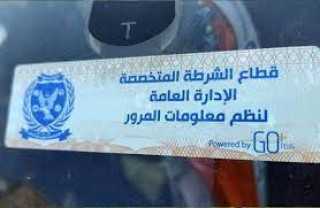 T
قطاع الشرطة المتخصصة
الإدارة العامة
لنظم معلومات المرور
Powered by GO+